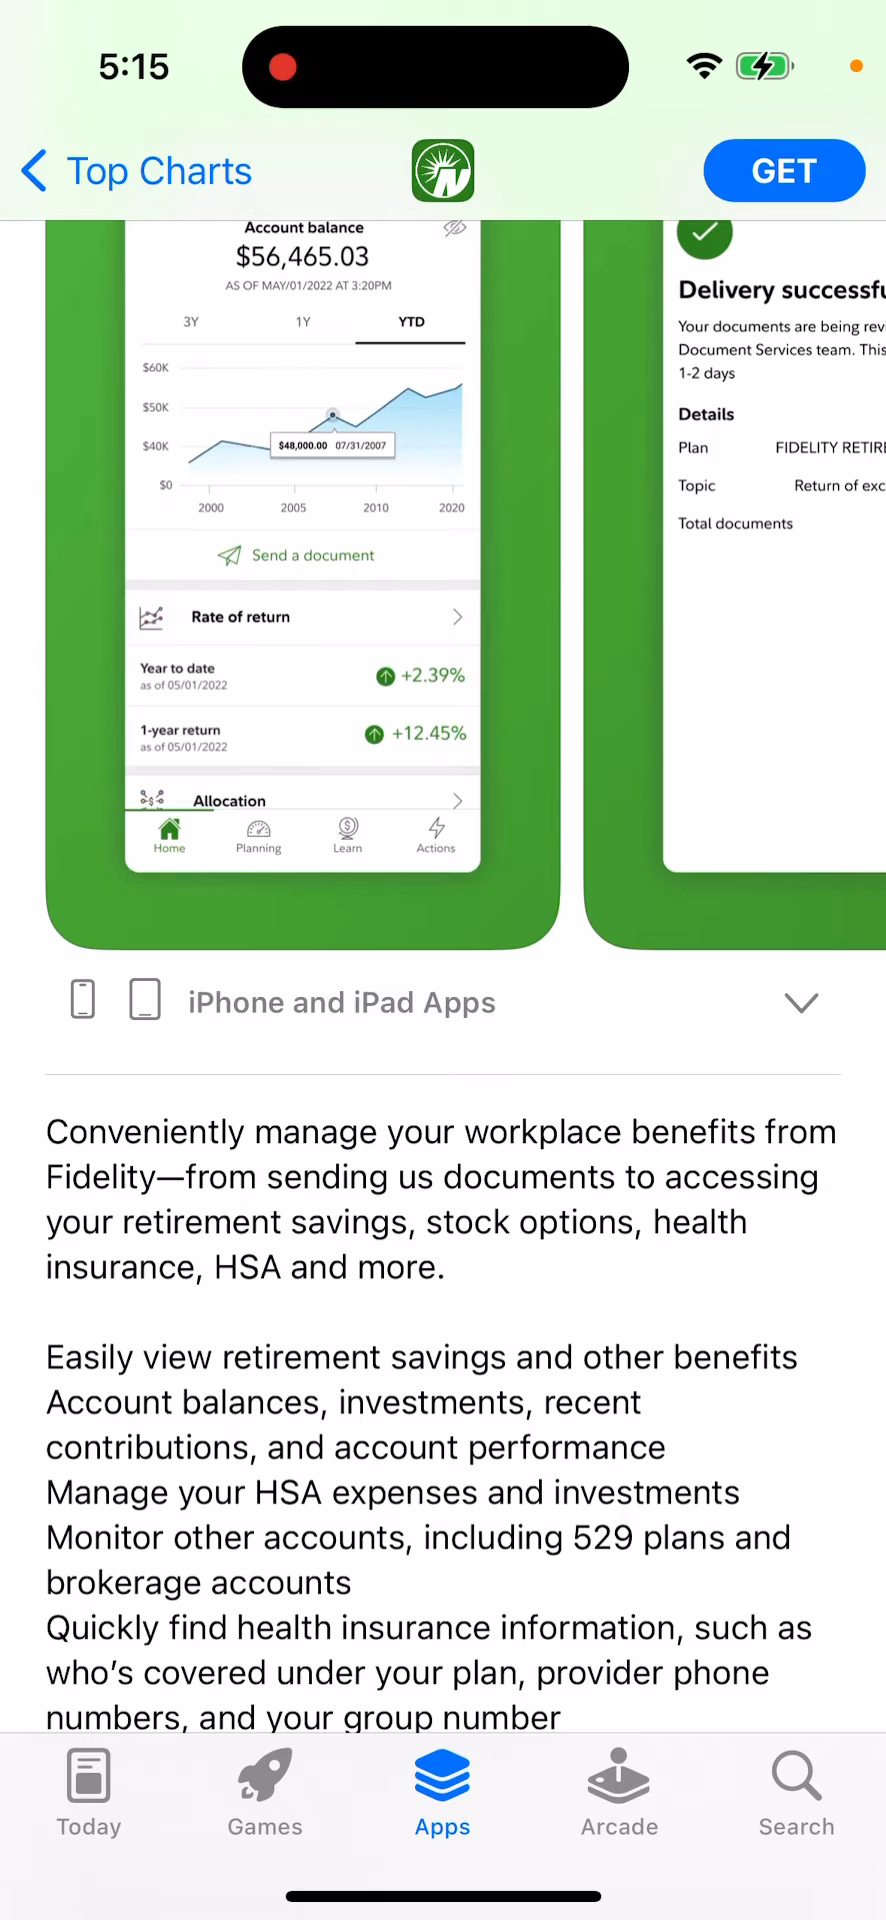 5:15
Top Charts
GET
Account balance
$56,465.03
AS OF MAY/01/2022 AT 3:20PM
3Y 1Y YTD
$60K
$50K
$40K
$0
$48,000.00 07/31/2007
2000 2005 2010 2020
Send a document
Rate of return
Year to date
as of 05/01/2022
+2.39%
1-year return
as of 05/01/2022
+12.45%
Allocation
Home Planning Learn Actions
Delivery successfu
Your documents are being revi
Document Services team. This
1-2 days
Details
Plan FIDELITY RETIRE
Topic Return of exc
Total documents
iPhone and iPad Apps
Conveniently manage your workplace benefits from
Fidelity—from sending us documents to accessing
your retirement savings, stock options, health
insurance, HSA and more.
Easily view retirement savings and other benefits
Account balances, investments, recent
contributions, and account performance
Manage your HSA expenses and investments
Monitor other accounts, including 529 plans and
brokerage accounts
Quickly find health insurance information, such as
who's covered under your plan, provider phone
numbers, and your group number
Today Games Apps Arcade Search